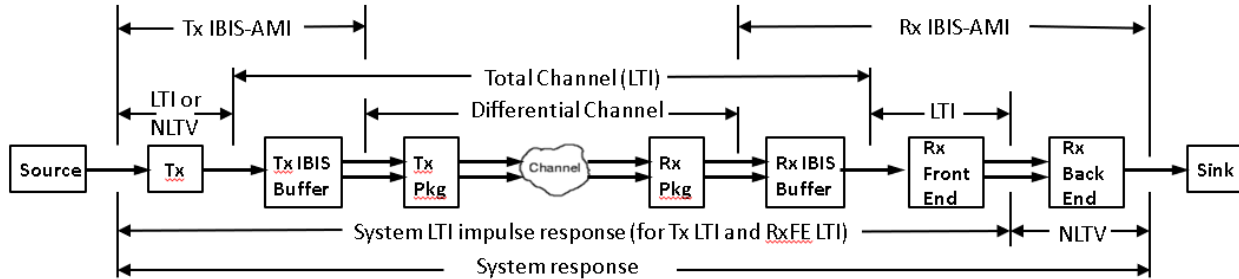 Tx IBIS-AMI
Rx IBIS-AMI
Total Channel (LTI)
LTI or
NLTV
Differential Channel
LTI
Source
Tx
Tx IBIS
Buffer
Tx
Pkg
Channel
Rx
Pkg
Rx IBIS
Buffer
Rx
Front
End
Rx
Back
End
Sink
System LTI impulse response (for Tx LTI and RxFE LTI)
NLTV
System response